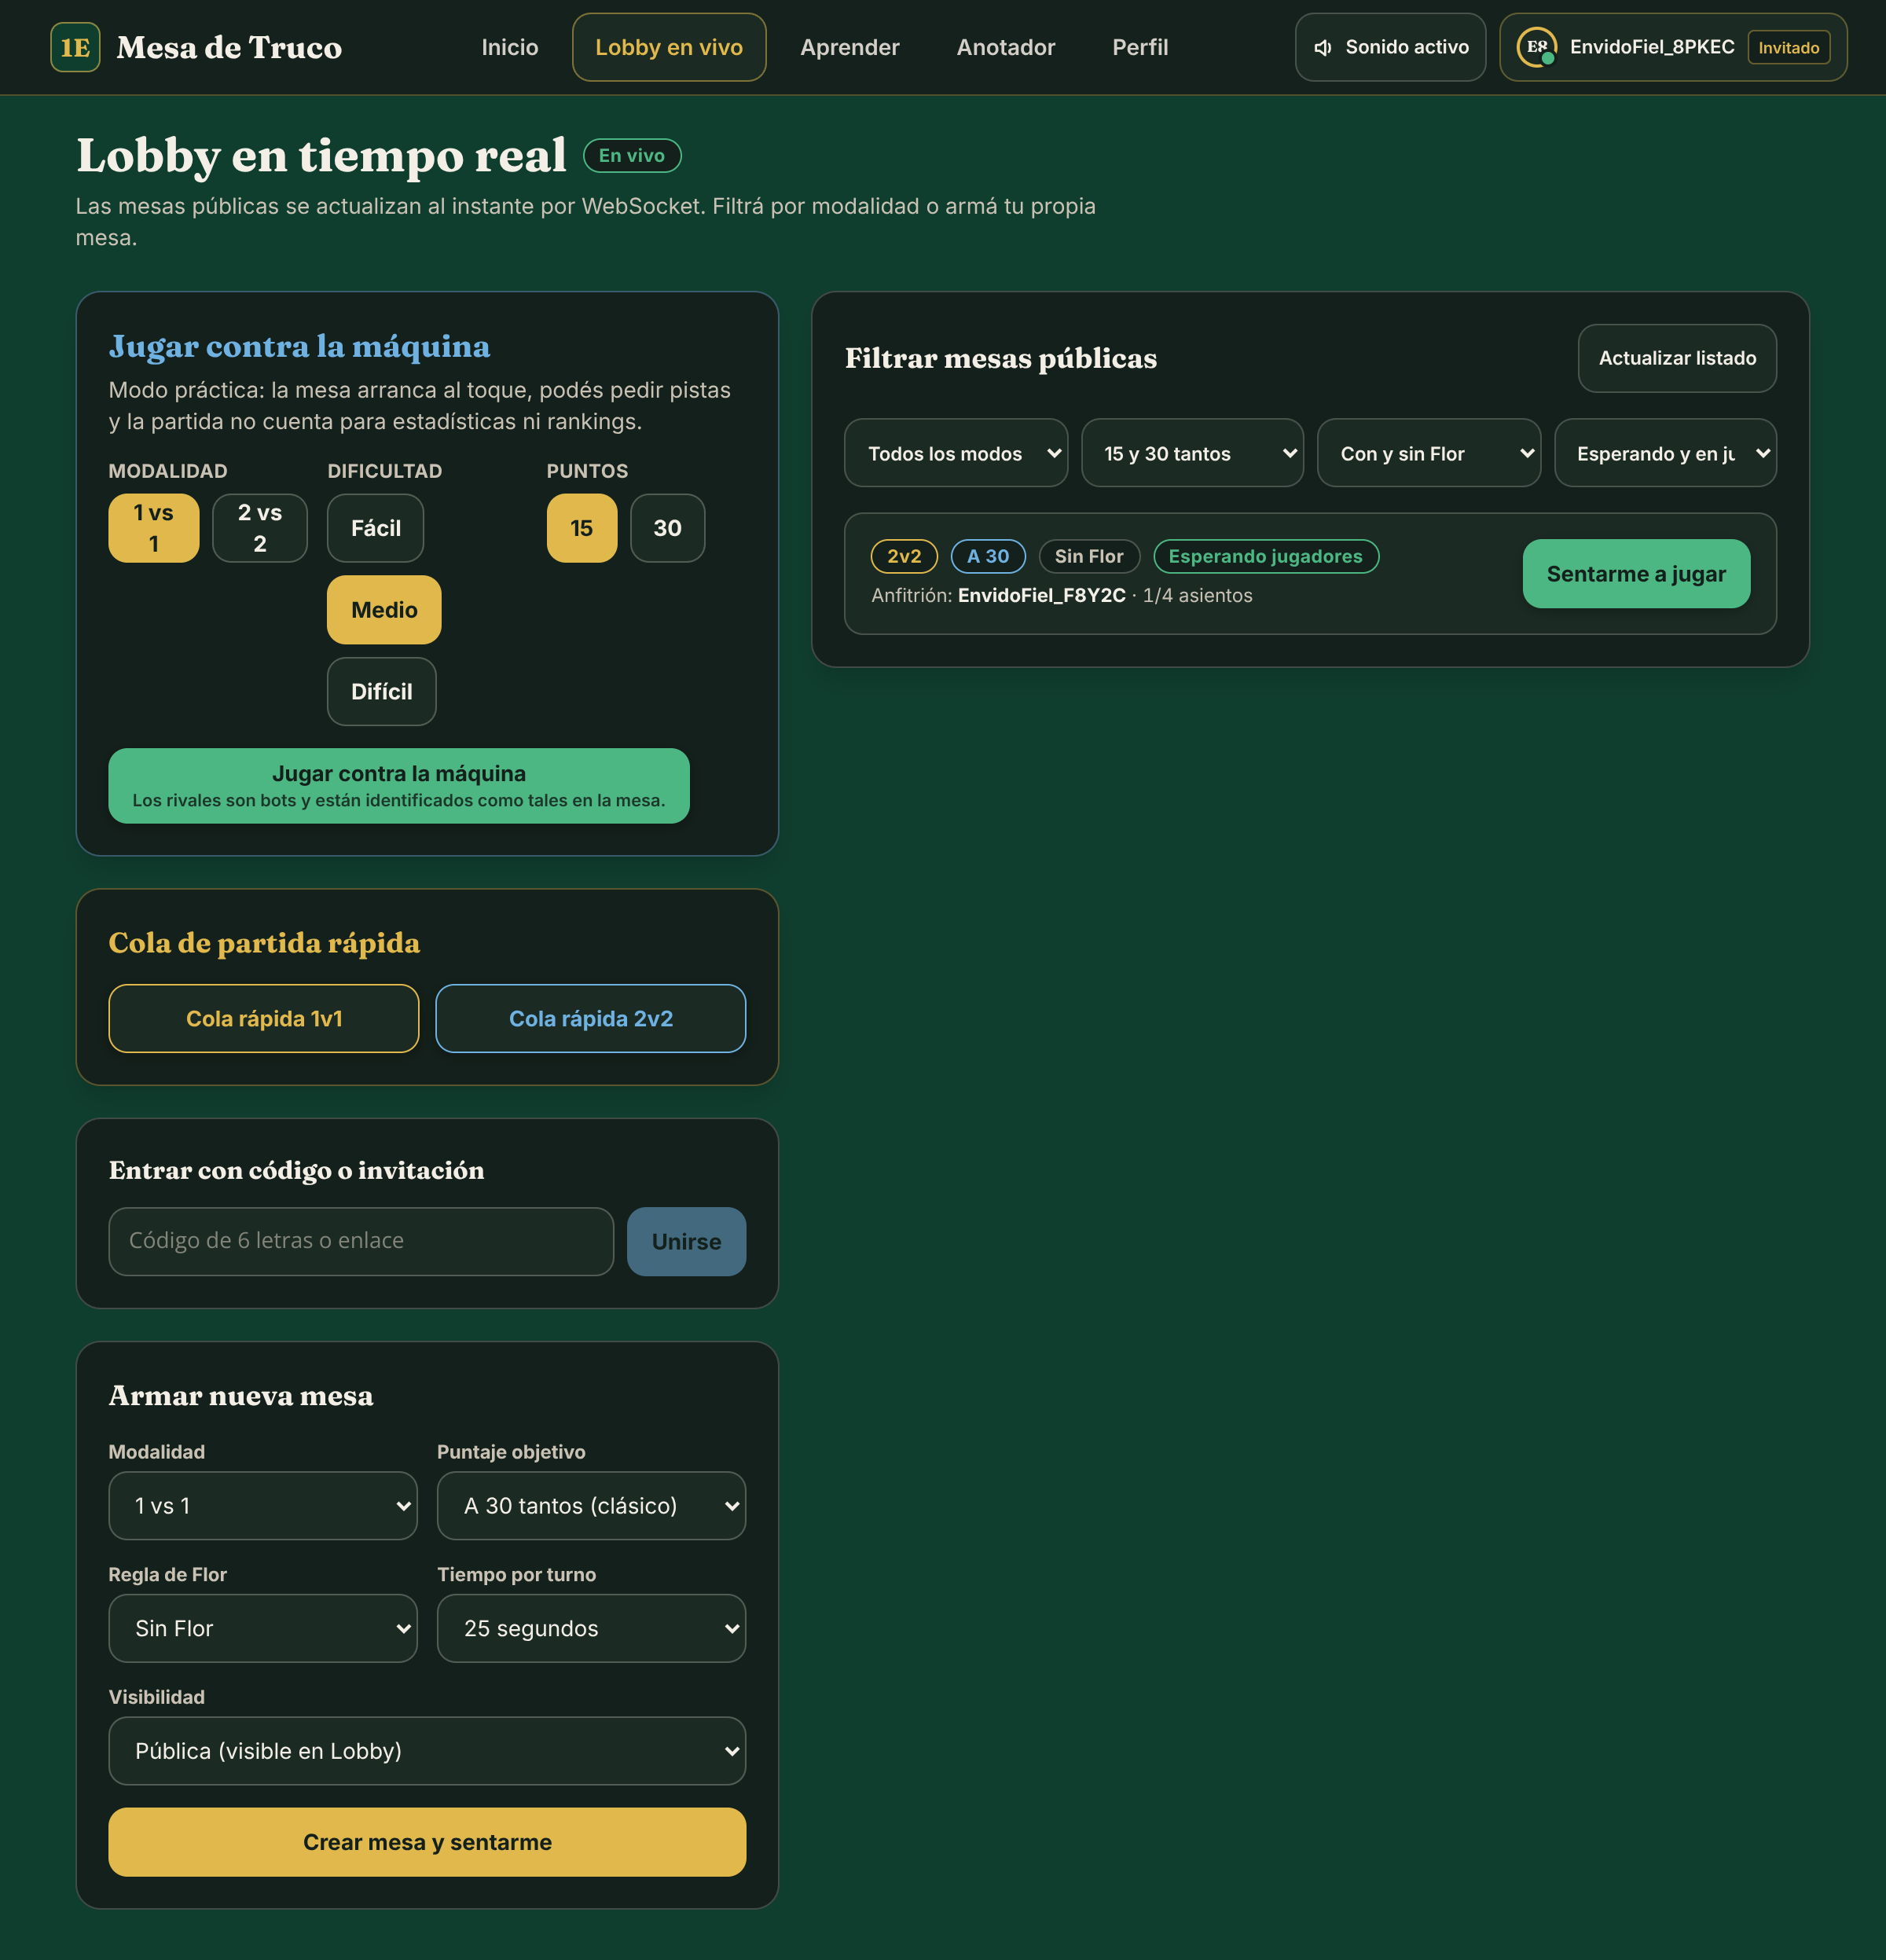 1E Mesa de Truco
Inicio
Lobby en vivo
Aprender
Anotador
Perfil
Sonido activo
E8
EnvidoFiel_8PKEC
Invitado
Lobby en tiempo real
En vivo
Las mesas públicas se actualizan al instante por WebSocket. Filtrá por modalidad o armá tu propia
mesa.
Jugar contra la máquina
Modo práctica: la mesa arranca al toque, podés pedir pistas
y la partida no cuenta para estadísticas ni rankings.
MODALIDAD
1 vs
1
2 vs
2
DIFICULTAD
Fácil
Medio
Difícil
PUNTOS
15
30
Jugar contra la máquina
Los rivales son bots y están identificados como tales en la mesa.
Cola de partida rápida
Cola rápida 1v1
Cola rápida 2v2
Entrar con código o invitación
Código de 6 letras o enlace
Unirse
Armar nueva mesa
Modalidad
1 vs 1
Puntaje objetivo
A 30 tantos (clásico)
Regla de Flor
Sin Flor
Tiempo por turno
25 segundos
Visibilidad
Pública (visible en Lobby)
Crear mesa y sentarme
Filtrar mesas públicas
Actualizar listado
Todos los modos
15 y 30 tantos
Con y sin Flor
Esperando y en ju
2v2
A 30
Sin Flor
Esperando jugadores
Anfitrión: EnvidoFiel_F8Y2C · 1/4 asientos
Sentarme a jugar